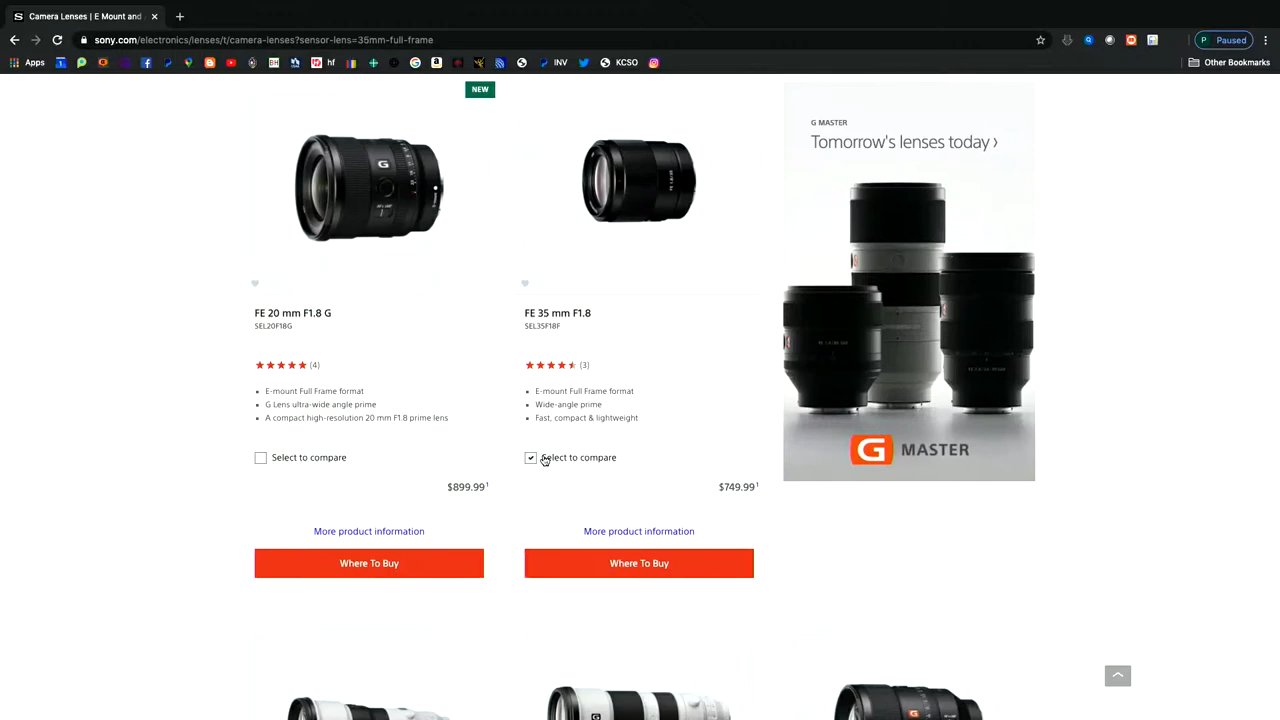 Camera Lenses | E Mount and
sony.com/electronics/lenses/t/camera-lenses?sensor-lens=35mm-full-frame
P Paused
Apps
hf
INV
KCSO
Other Bookmarks
NEW
G
FE 20 mm F1.8 G
SEL20F18G
(4)
E-mount Full Frame format
G Lens ultra-wide angle prime
A compact high-resolution 20 mm F1.8 prime lens
Select to compare
$899.99¹
More product information
Where To Buy
FE 1.8/35
FE 35 mm F1.8
SEL35F18F
(3)
E-mount Full Frame format
Wide-angle prime
Fast, compact & lightweight
Select to compare
$749.99¹
More product information
Where To Buy
G MASTER
Tomorrow's lenses today ›
G MASTER
G
G